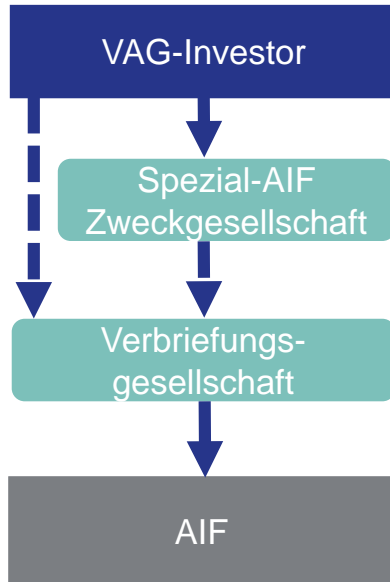 VAG-Investor
Spezial-AIF
Zweckgesellschaft
Verbriefungs-
gesellschaft
AIF